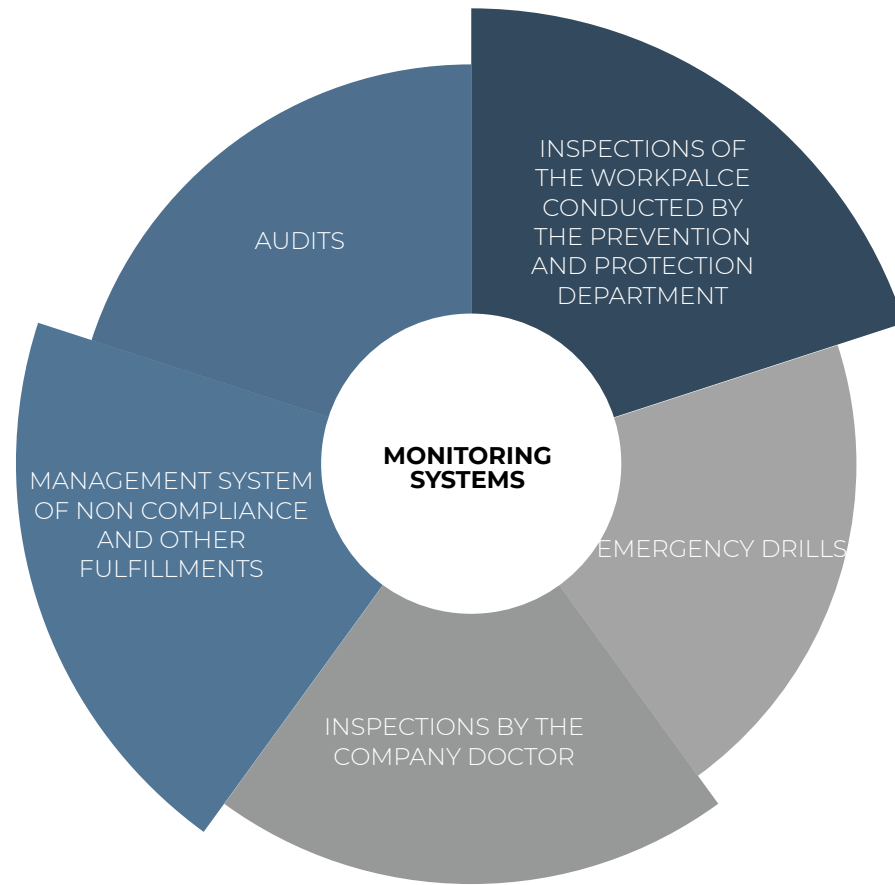 INSPECTIONS OF
THE WORKPALCE
CONDUCTED BY
THE PREVENTION
AND PROTECTION
DEPARTMENT
AUDITS
MONITORING
SYSTEMS
MANAGEMENT SYSTEM
OF NON COMPLIANCE
AND OTHER
FULFILLMENTS
EMERGENCY DRILLS
INSPECTIONS BY THE
COMPANY DOCTOR